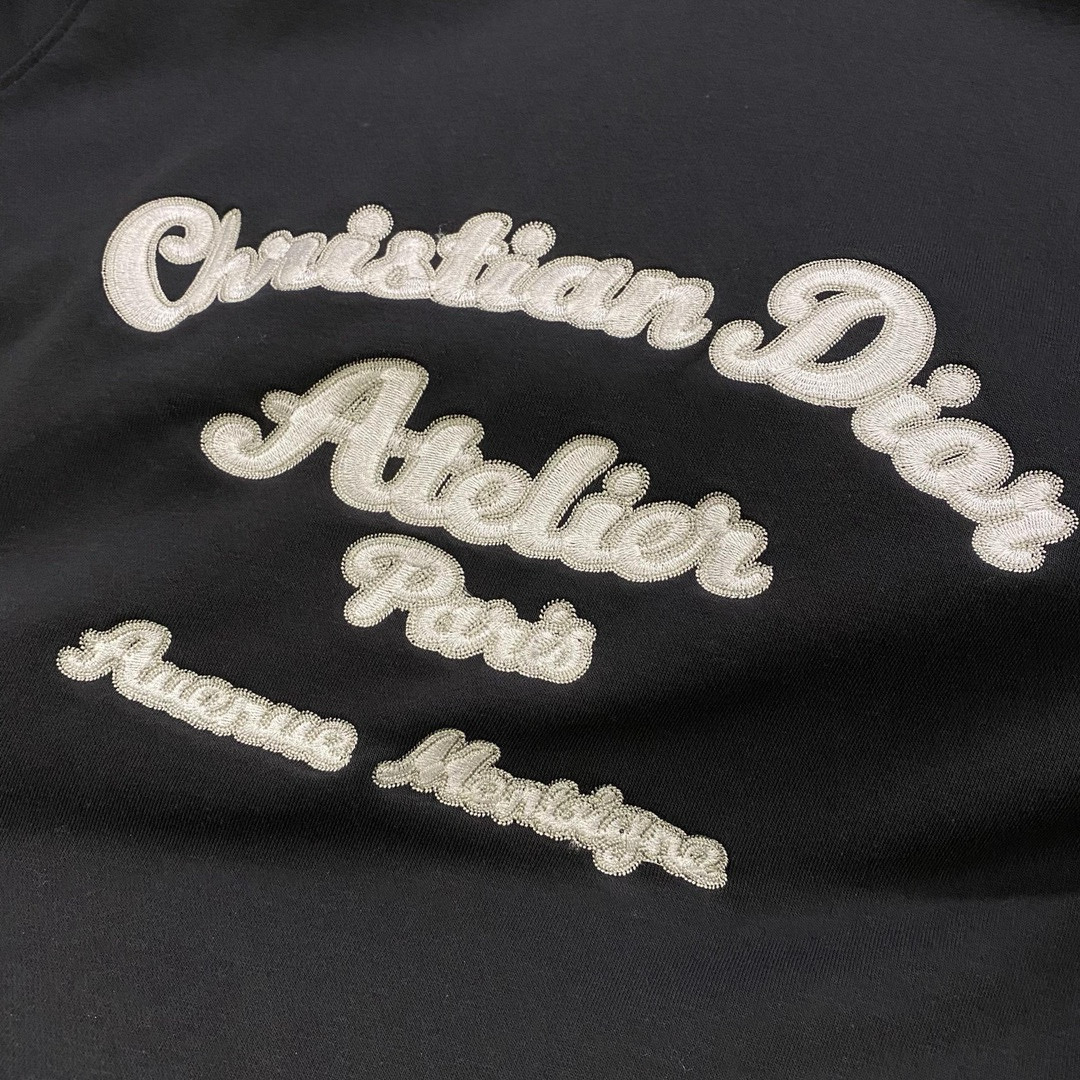 Christian Dior
Atelier
Paris
Avenue Montaigne